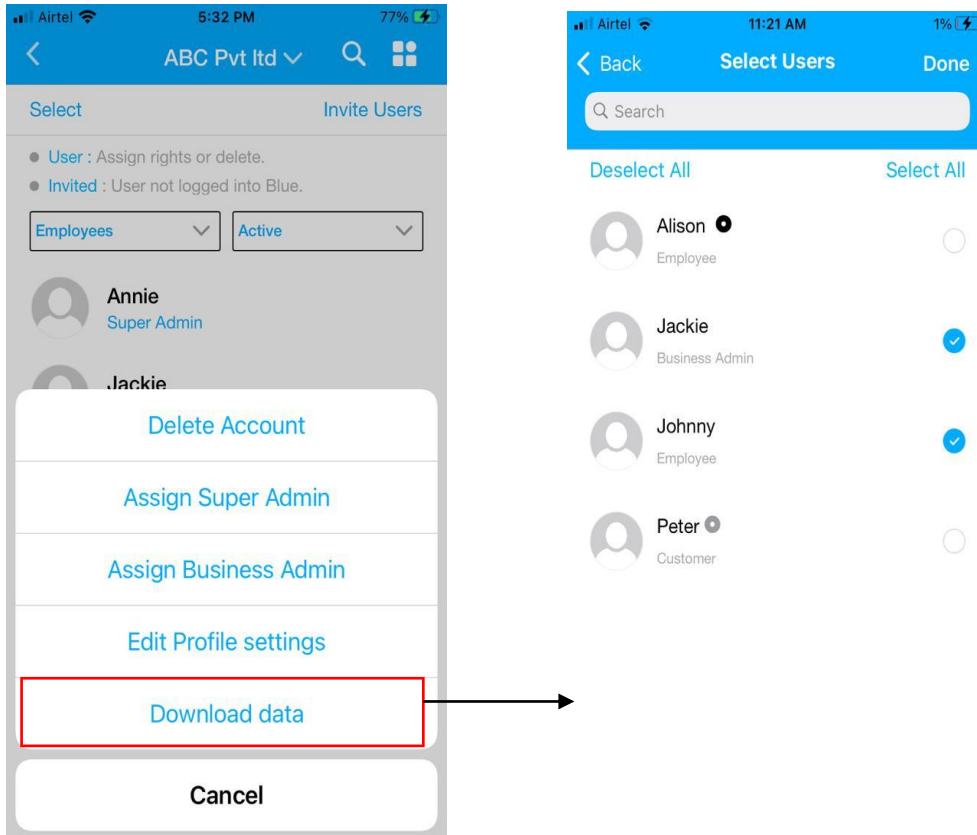 Airtel 5:32 PM 77%
ABC Pvt ltd
Select Invite Users
User : Assign rights or delete.
Invited : User not logged into Blue.
Employees Active
Annie
Super Admin
Jackie
Delete Account
Assign Super Admin
Assign Business Admin
Edit Profile settings
Download data
Cancel
Airtel 11:21 AM 1%
Back Select Users Done
Search
Deselect All Select All
Alison
Employee
Jackie
Business Admin
Johnny
Employee
Peter
Customer